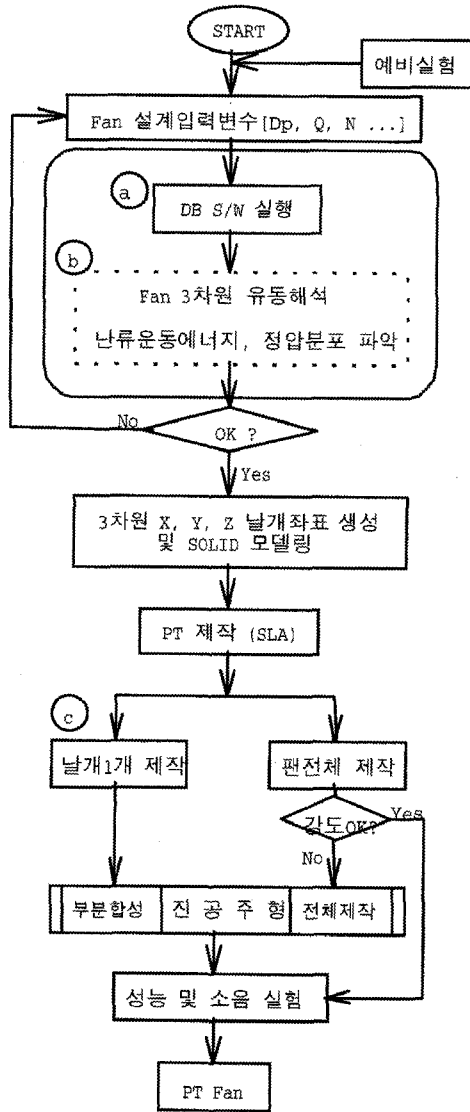 START
예비실험
Fan 설계입력변수[Dp, Q, N ...]
a
DB S/W 실행
b
Fan 3차원 유동해석
난류운동에너지, 정압분포 파악
No
OK ?
Yes
3차원 X, Y, Z 날개좌표 생성
및 SOLID 모델링
PT 제작 (SLA)
c
날개1개 제작
팬전체 제작
강도OK?
Yes
No
부분합성
진 공 주 형
전체제작
성능 및 소음 실험
PT Fan